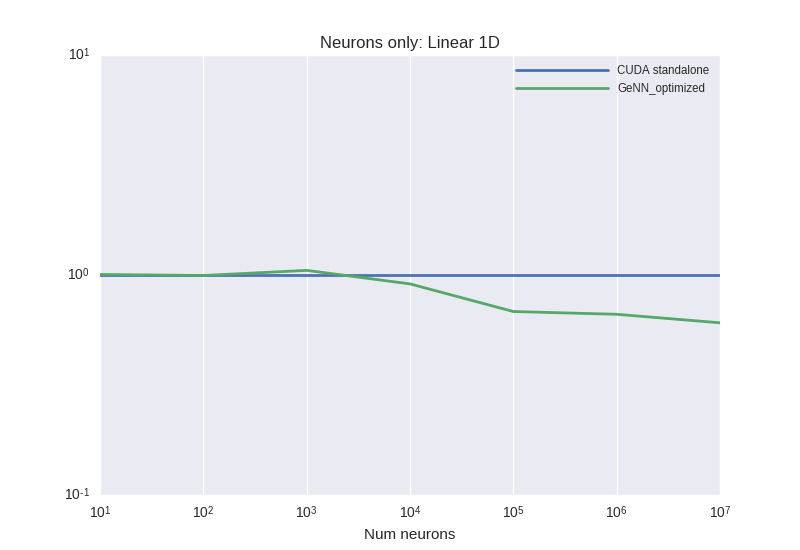 Neurons only: Linear 1D
10¹
CUDA standalone
GeNN_optimized
10⁰
10⁻¹
10¹ 10² 10³ 10⁴ 10⁵ 10⁶ 10⁷
Num neurons